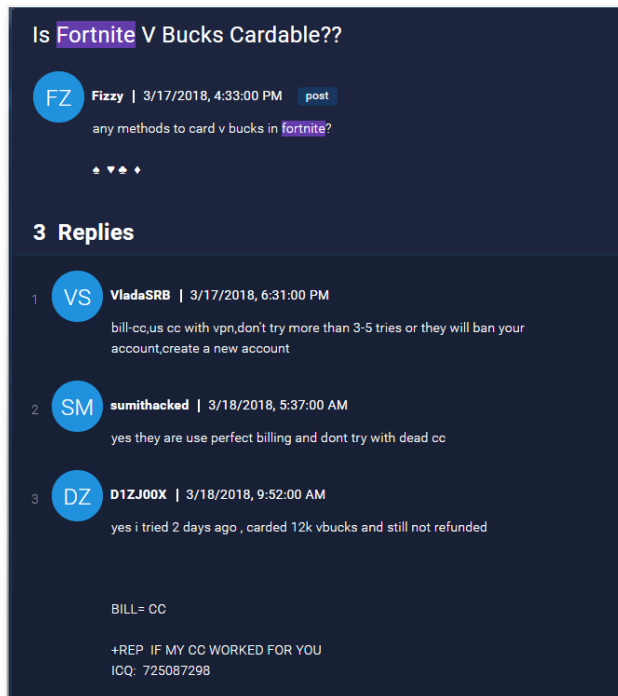 Is Fortnite V Bucks Cardable??
FZ
Fizzy | 3/17/2018, 4:33:00 PM post
any methods to card v bucks in fortnite?
♠ ♥ ♣ ♦
3 Replies
1 VS VladaSRB | 3/17/2018, 6:31:00 PM
bill-cc,us cc with vpn,don't try more than 3-5 tries or they will ban your
account,create a new account
2 SM sumithacked | 3/18/2018, 5:37:00 AM
yes they are use perfect billing and dont try with dead cc
3 DZ D1ZJ00X | 3/18/2018, 9:52:00 AM
yes i tried 2 days ago , carded 12k vbucks and still not refunded
BILL= CC
+REP IF MY CC WORKED FOR YOU
ICQ: 725087298